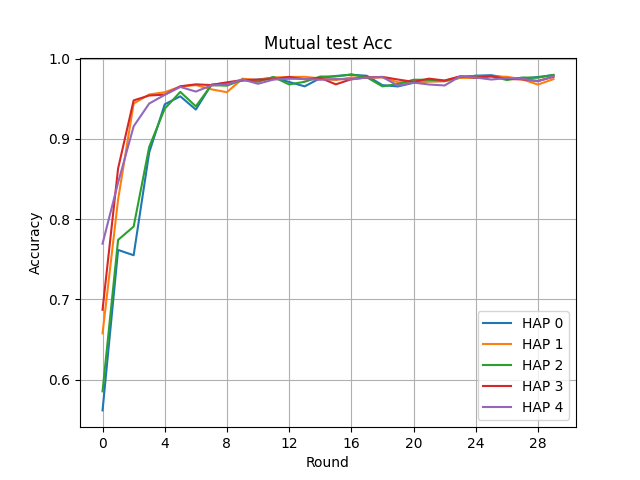 Mutual test Acc
1.0
0.9
0.8
0.7
0.6
Accuracy
0 4 8 12 16 20 24 28
Round
HAP 0
HAP 1
HAP 2
HAP 3
HAP 4